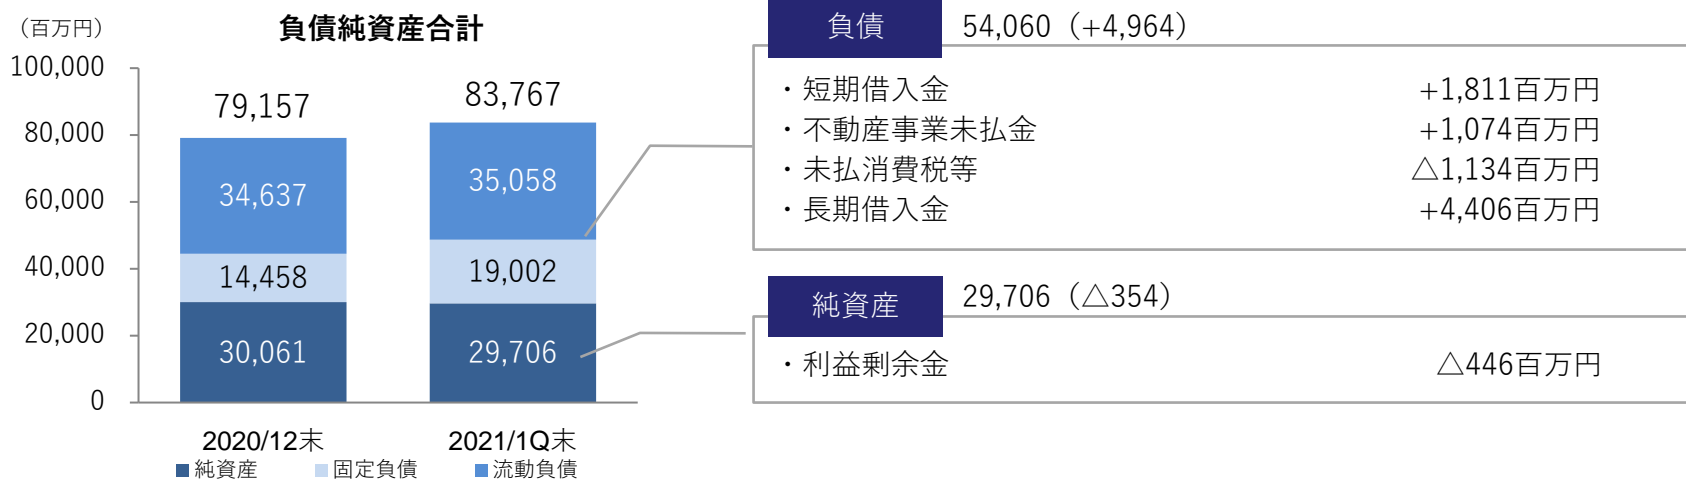 （百万円）
負債純資産合計
100,000
80,000
60,000
40,000
20,000
0
79,157
34,637
14,458
30,061
83,767
35,058
19,002
29,706
2020/12末
2021/1Q末
純資産
固定負債
流動負債
負債
54,060（+4,964）
・短期借入金 +1,811百万円
・不動産事業未払金 +1,074百万円
・未払消費税等 △1,134百万円
・長期借入金 +4,406百万円
純資産
29,706（△354）
・利益剰余金 △446百万円